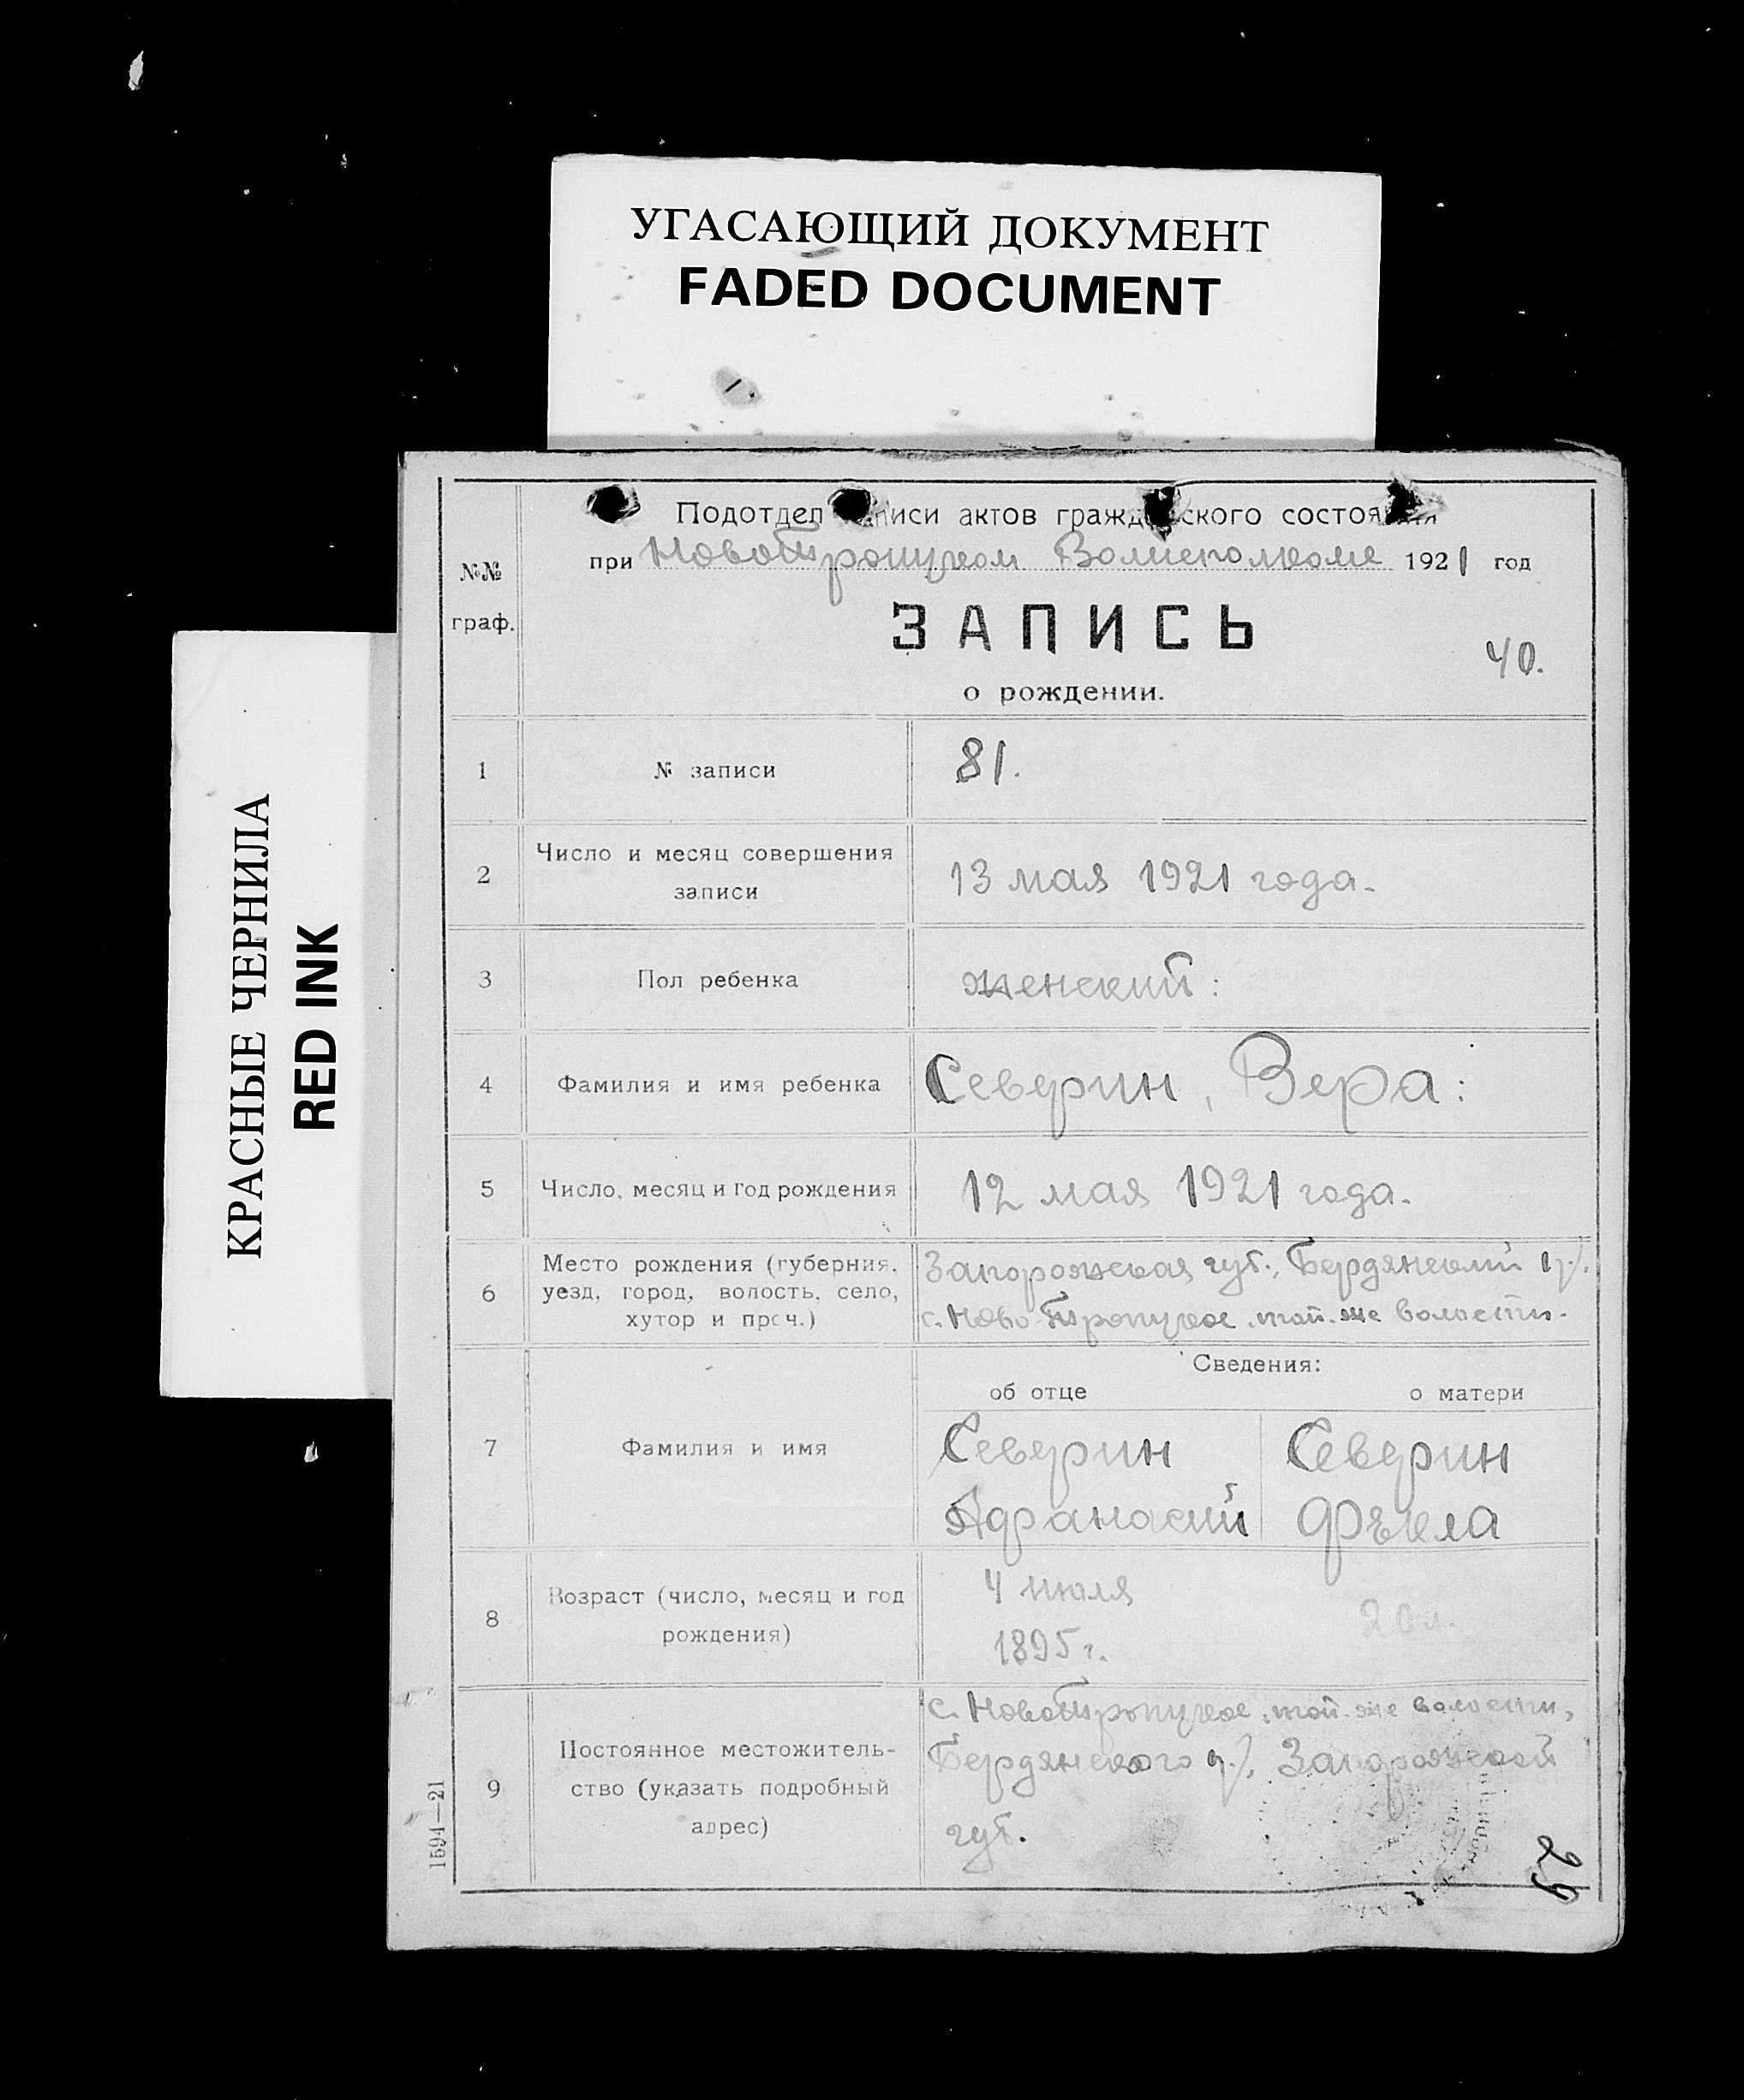 УГАСАЮЩИЙ ДОКУМЕНТ
FADED DOCUMENT
КРАСНЫЕ ЧЕРНИЛА
RED INK
№№
граф.
Подотдел записи актов гражданского состояния
при Новотроицком Волисполкоме 1921 год
ЗАПИСЬ
40.
о рождении.
1 № записи 81.
2 Число и месяц совершения
записи
13 мая 1921 года.
3 Пол ребенка женский:
4 Фамилия и имя ребенка Северин, Вера:
5 Число, месяц и год рождения 12 мая 1921 года.
6
Место рождения (губерния,
уезд, город, волость, село,
хутор и проч.)
Запорожская губ., Бердянский у.
с. Ново-Троицкое той-же волости.
Сведения:
об отце о матери
7 Фамилия и имя
Северин
Афанасий
Северин
8
Возраст (число, месяц и год
рождения)
4 июля
1895 г.
20 л.
9
Постоянное местожитель-
ство (указать подробный
адрес)
с. Новотроицкое, той-же волости,
Бердянского у., Запорожской
губ.
1594—21
29